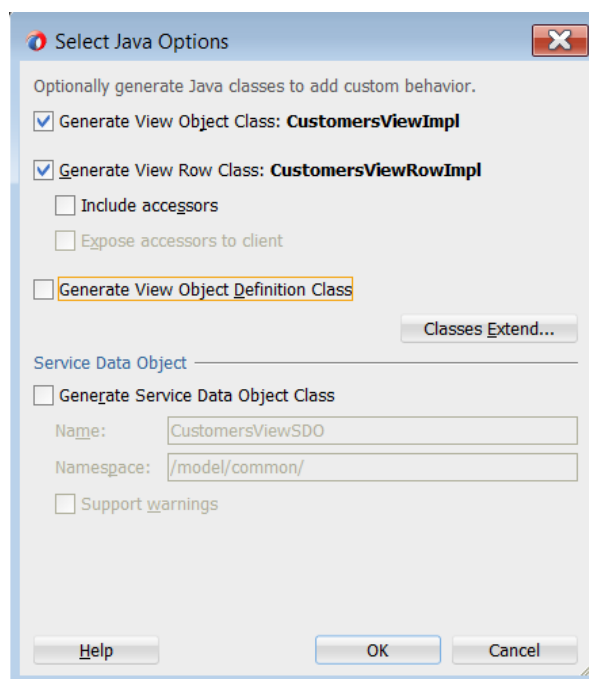 Select Java Options
Optionally generate Java classes to add custom behavior.
Generate View Object Class: CustomersViewImpl
Generate View Row Class: CustomersViewRowImpl
Include accessors
Expose accessors to client
Generate View Object Definition Class
Classes Extend...
Service Data Object
Generate Service Data Object Class
Name: CustomersViewSDO
Namespace: /model/common/
Support warnings
Help OK Cancel